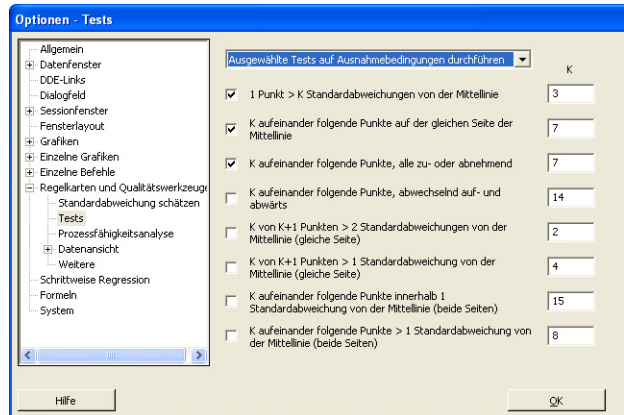 Optionen - Tests
Allgemein
Datenfenster
DDE-Links
Dialogfeld
Sessionfenster
Fensterlayout
Grafiken
Einzelne Grafiken
Einzelne Befehle
Regelkarten und Qualitätswerkzeuge
Standardabweichung schätzen
Tests
Prozessfähigkeitsanalyse
Datenansicht
Weitere
Schrittweise Regression
Formeln
System
Ausgewählte Tests auf Ausnahmebedingungen durchführen
K
1 Punkt > K Standardabweichungen von der Mittellinie
3
K aufeinander folgende Punkte auf der gleichen Seite der
Mittellinie
7
K aufeinander folgende Punkte, alle zu- oder abnehmend
7
K aufeinander folgende Punkte, abwechselnd auf- und
abwärts
14
K von K+1 Punkten > 2 Standardabweichungen von der
Mittellinie (gleiche Seite)
2
K von K+1 Punkten > 1 Standardabweichung von der
Mittellinie (gleiche Seite)
4
K aufeinander folgende Punkte innerhalb 1
Standardabweichung von der Mittellinie (beide Seiten)
15
K aufeinander folgende Punkte > 1 Standardabweichung von
der Mittellinie (beide Seiten)
8
Hilfe
OK